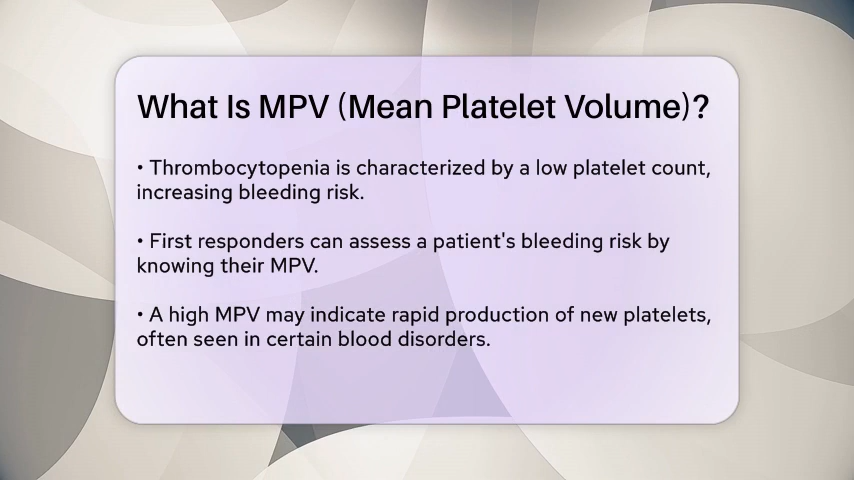 What Is MPV (Mean Platelet Volume)?
• Thrombocytopenia is characterized by a low platelet count,
increasing bleeding risk.
• First responders can assess a patient's bleeding risk by
knowing their MPV.
• A high MPV may indicate rapid production of new platelets,
often seen in certain blood disorders.